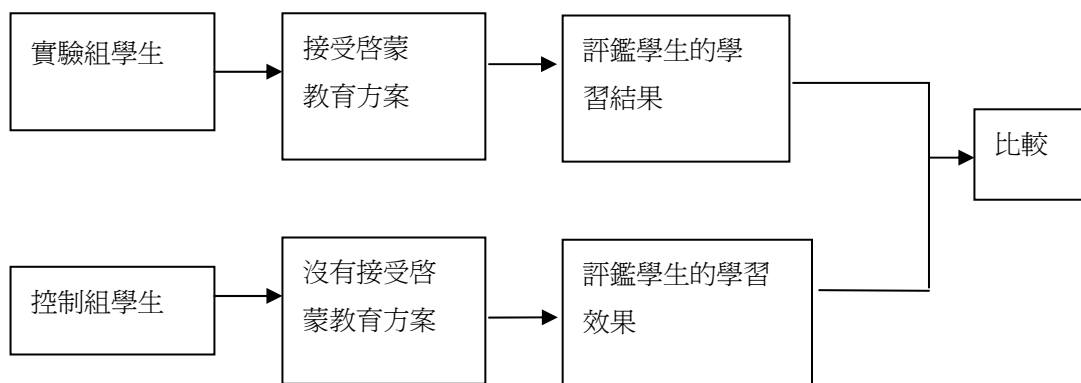 實驗組學生
接受啓蒙
教育方案
評鑑學生的學
習結果
比較
控制組學生
沒有接受啓
蒙教育方案
評鑑學生的學習
效果